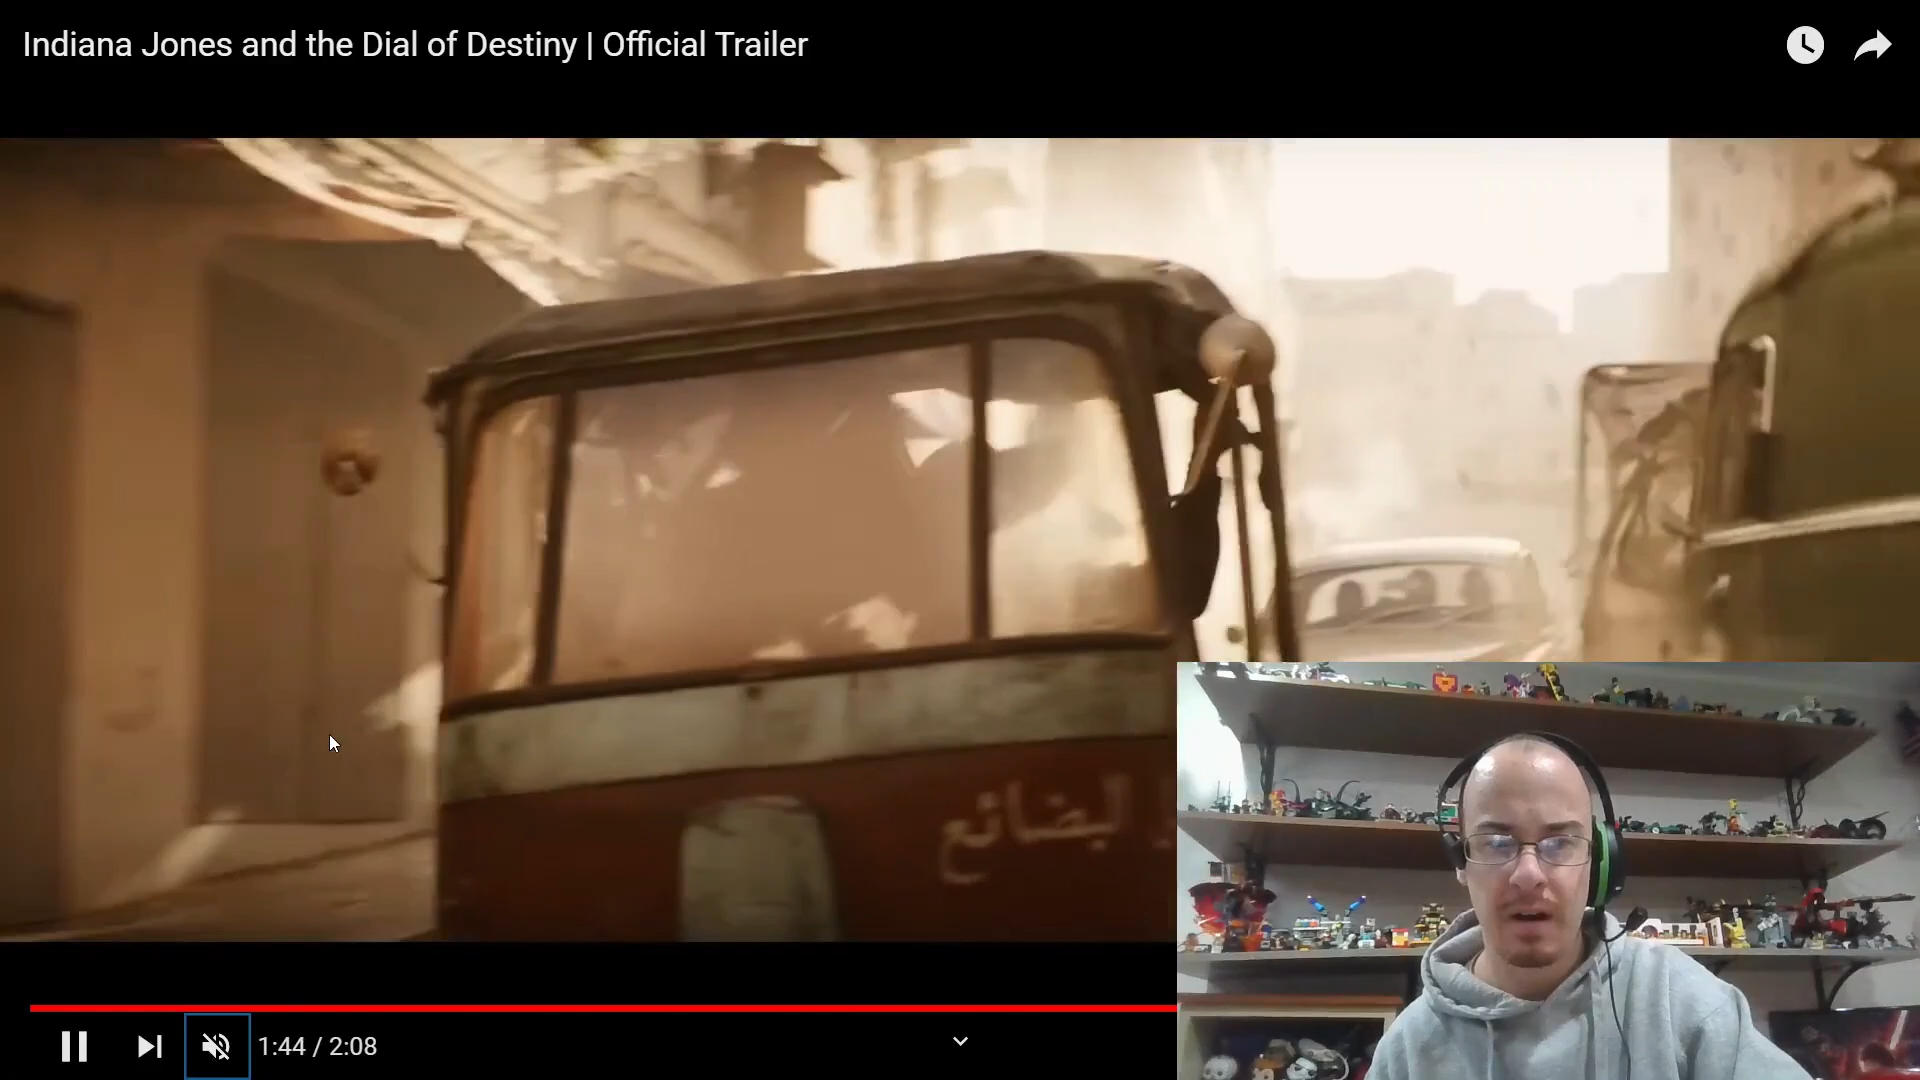 Indiana Jones and the Dial of Destiny | Official Trailer
البضائع
1:44 / 2:08